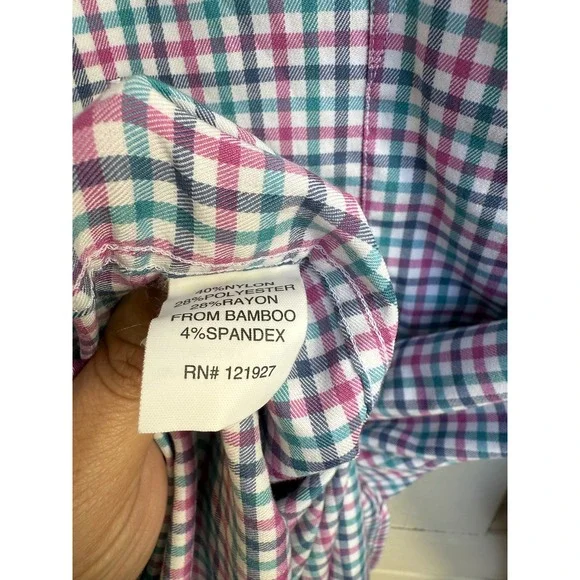 40%NYLON
28%POLYESTER
28%RAYON
FROM BAMBOO
4%SPANDEX
RN# 121927